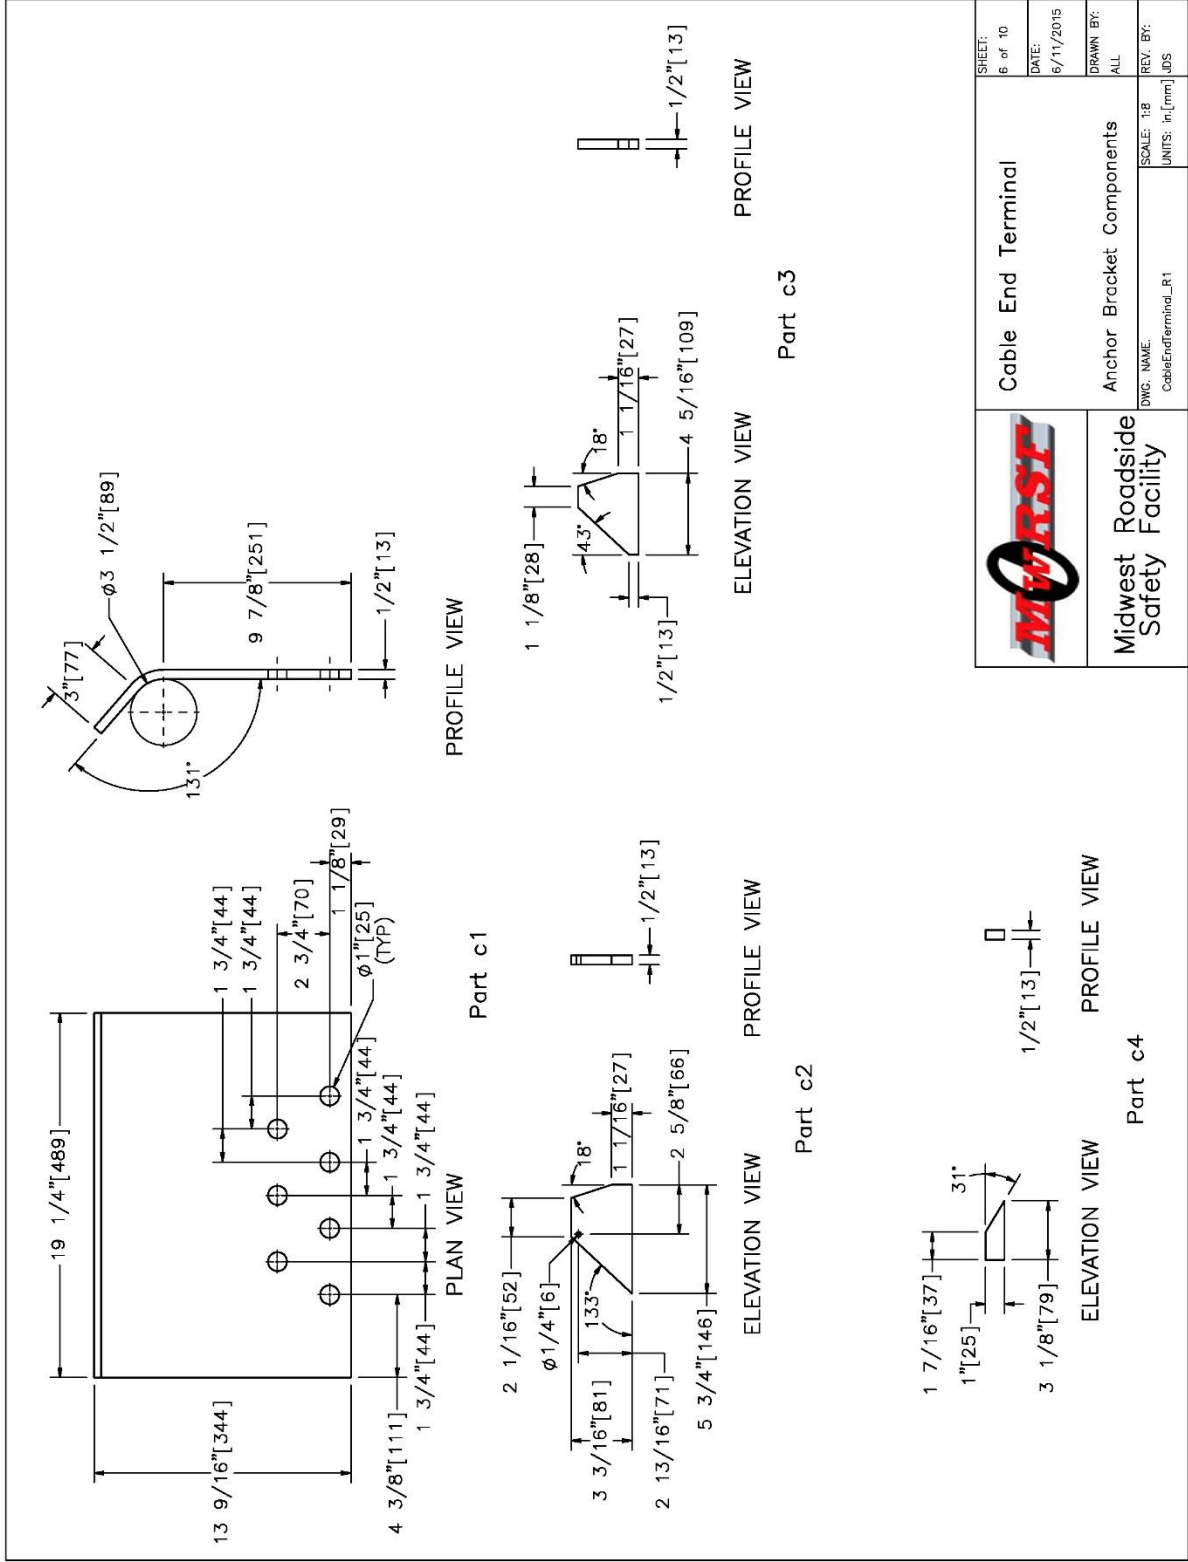 19 1/4"[489]
13 9/16"[344]
4 3/8"[111]
1 3/4"[44]
1 3/4"[44]
1 3/4"[44]
1 3/4"[44]
1 3/4"[44]
1 3/4"[44]
2 3/4"[70]
1 1/8"[29]
ø1"[25]
(TYP)
PLAN VIEW
Part c1
3"[77]
ø3 1/2"[89]
131°
9 7/8"[251]
1/2"[13]
PROFILE VIEW
2 1/16"[52]
ø1/4"[6]
133°
18°
3 3/16"[81]
2 13/16"[71]
5 3/4"[146]
1 1/16"[27]
2 5/8"[66]
ELEVATION VIEW
1/2"[13]
PROFILE VIEW
Part c2
1 1/8"[28]
43°
18°
1/2"[13]
1 1/16"[27]
4 5/16"[109]
ELEVATION VIEW
1/2"[13]
PROFILE VIEW
Part c3
1 7/16"[37]
1"[25]
31°
3 1/8"[79]
ELEVATION VIEW
1/2"[13]
PROFILE VIEW
Part c4
MwRSF
Midwest Roadside
Safety Facility
Cable End Terminal
Anchor Bracket Components
DWG. NAME.
CableEndTerminal_R1
SCALE: 1:8
UNITS: in.[mm]
SHEET:
6 of 10
DATE:
6/11/2015
DRAWN BY:
ALL
REV. BY:
JDS